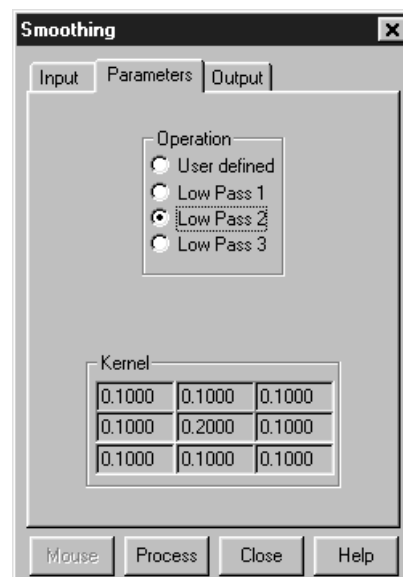 Smoothing
Input Parameters Output
Operation
User defined
Low Pass 1
Low Pass 2
Low Pass 3
Kernel
0.1000 0.1000 0.1000
0.1000 0.2000 0.1000
0.1000 0.1000 0.1000
Mouse Process Close Help